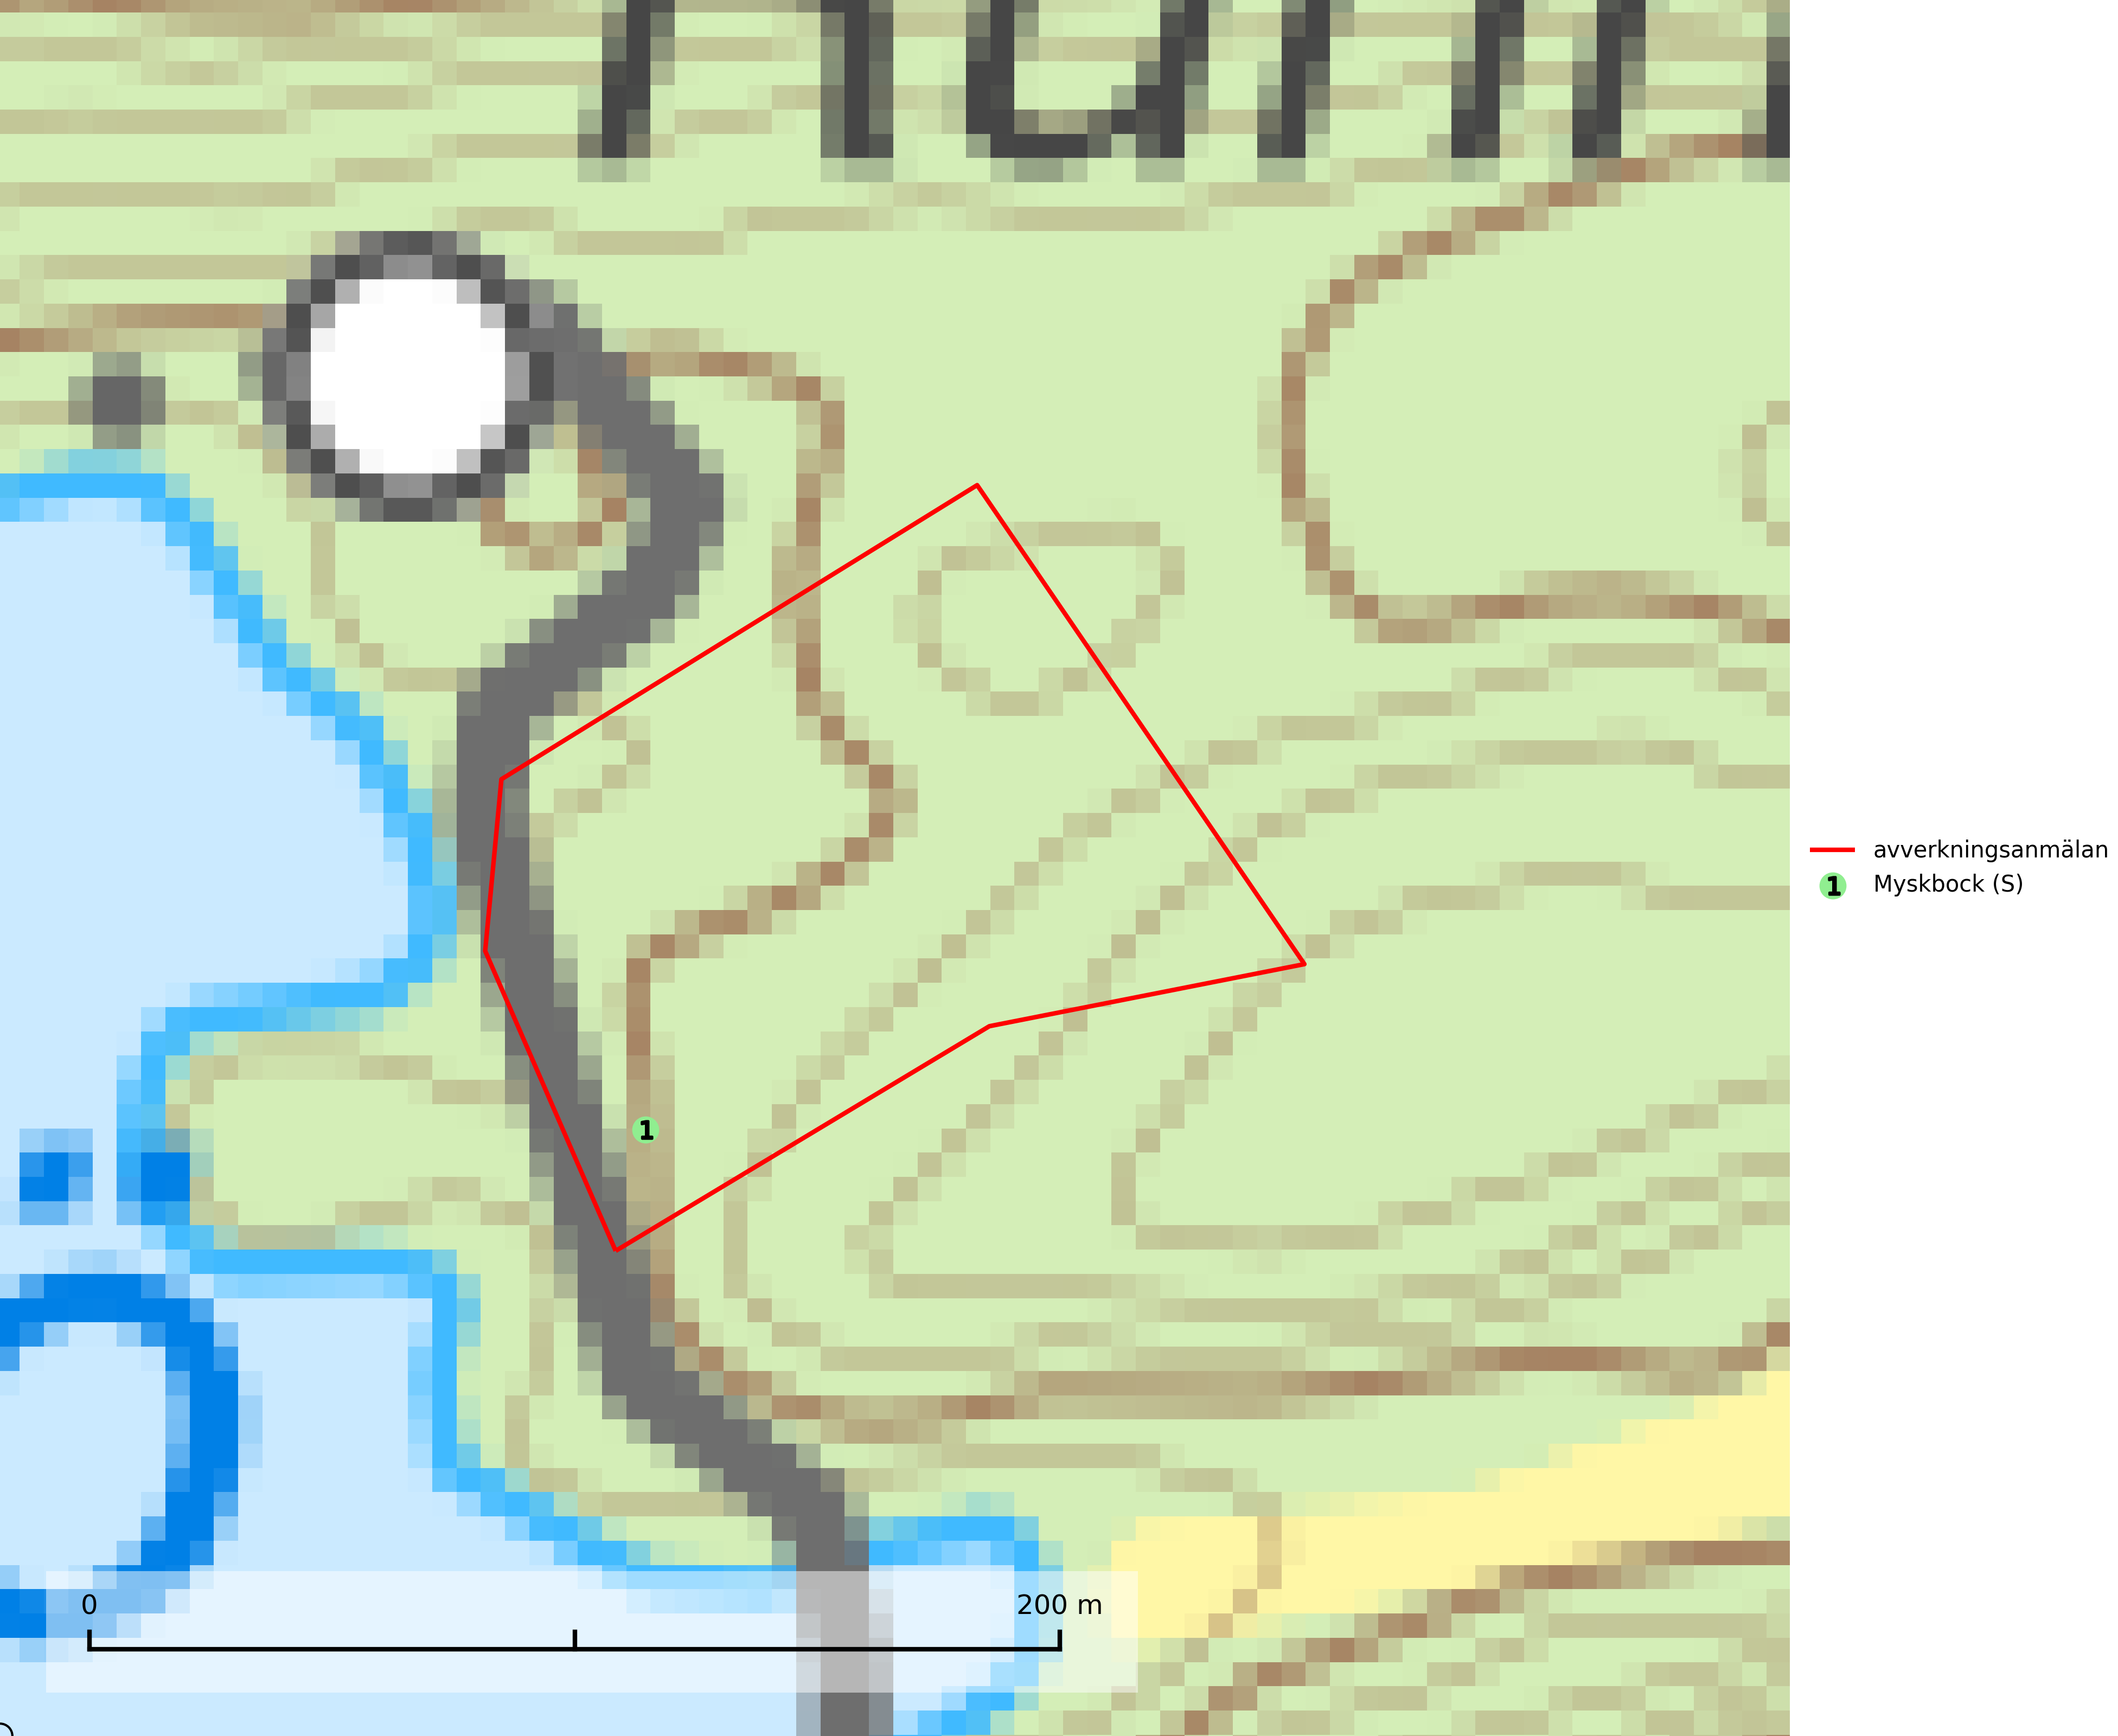 avverkningsanmälan
1 Myskbock (S)
1
0 200 m